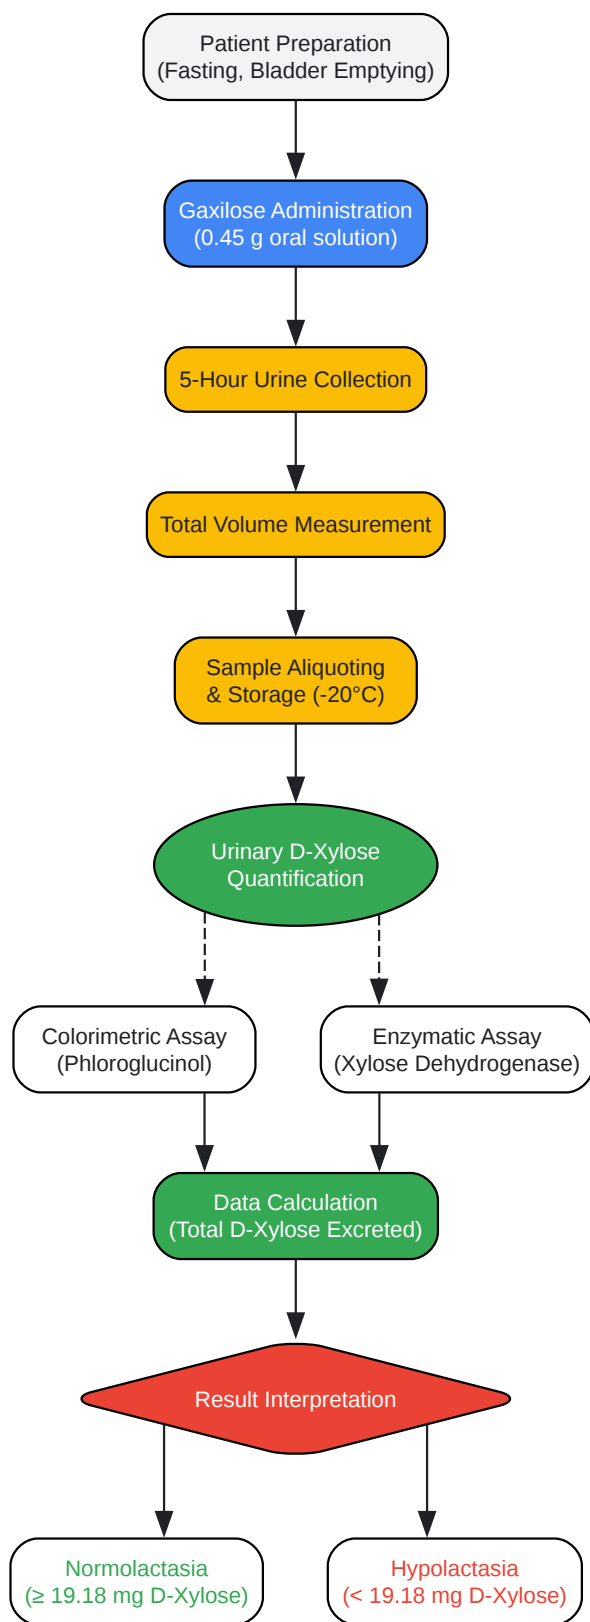 Patient Preparation
(Fasting, Bladder Emptying)
Gaxilose Administration
(0.45 g oral solution)
5-Hour Urine Collection
Total Volume Measurement
Sample Aliquoting
& Storage (-20°C)
Urinary D-Xylose
Quantification
Colorimetric Assay
(Phloroglucinol)
Enzymatic Assay
(Xylose Dehydrogenase)
Data Calculation
(Total D-Xylose Excreted)
Result Interpretation
Normolactasia
(≥ 19.18 mg D-Xylose)
Hypolactasia
(< 19.18 mg D-Xylose)